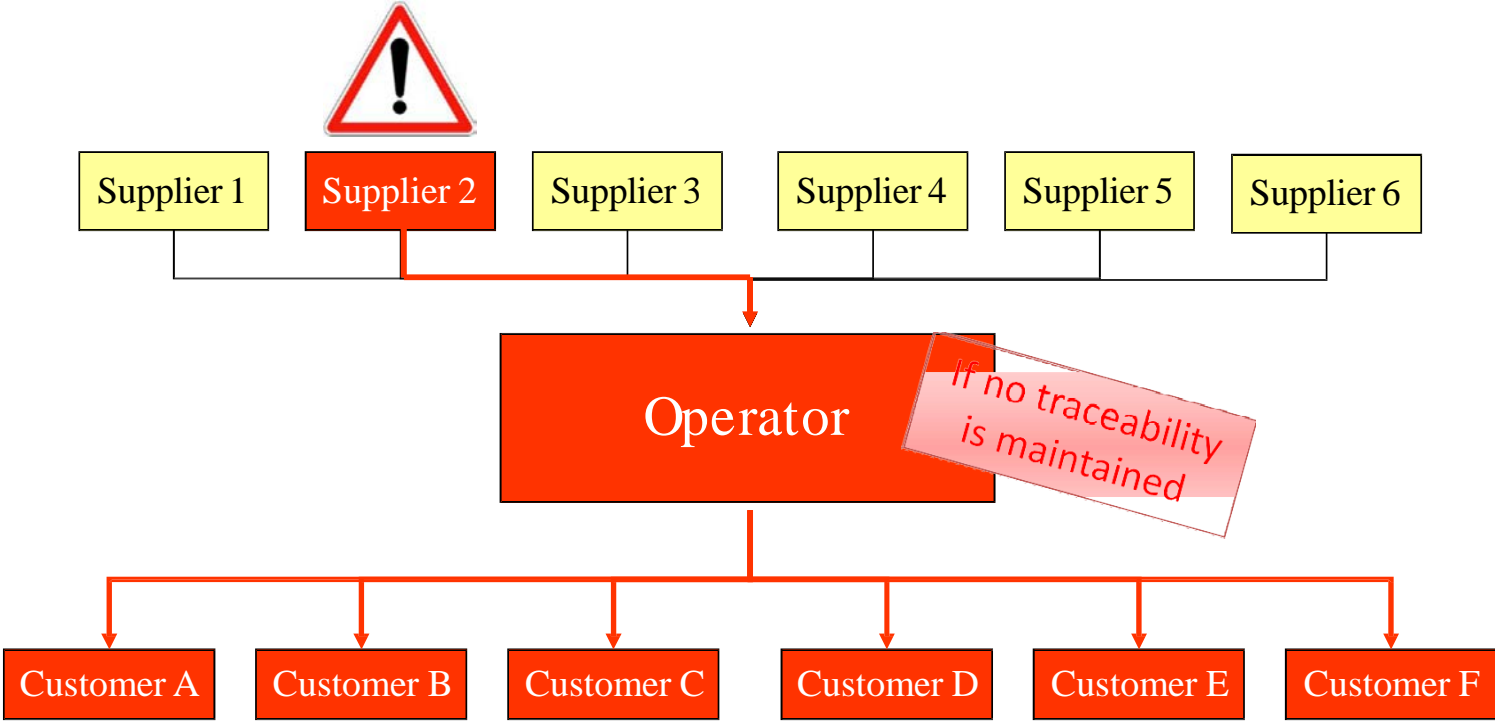 Supplier 1
Supplier 2
Supplier 3
Supplier 4
Supplier 5
Supplier 6
Operator
If no traceability
is maintained
Customer A
Customer B
Customer C
Customer D
Customer E
Customer F